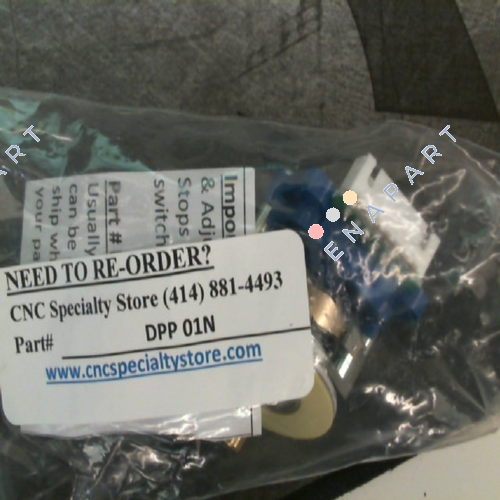 NEED TO RE-ORDER?
CNC Specialty Store (414) 881-4493
Part# DPP 01N
www.cncspecialtystore.com
Impo
& Adj
Stops
switch
Part #
Usually
can be
ship wh
your pa
ART
ENAPART